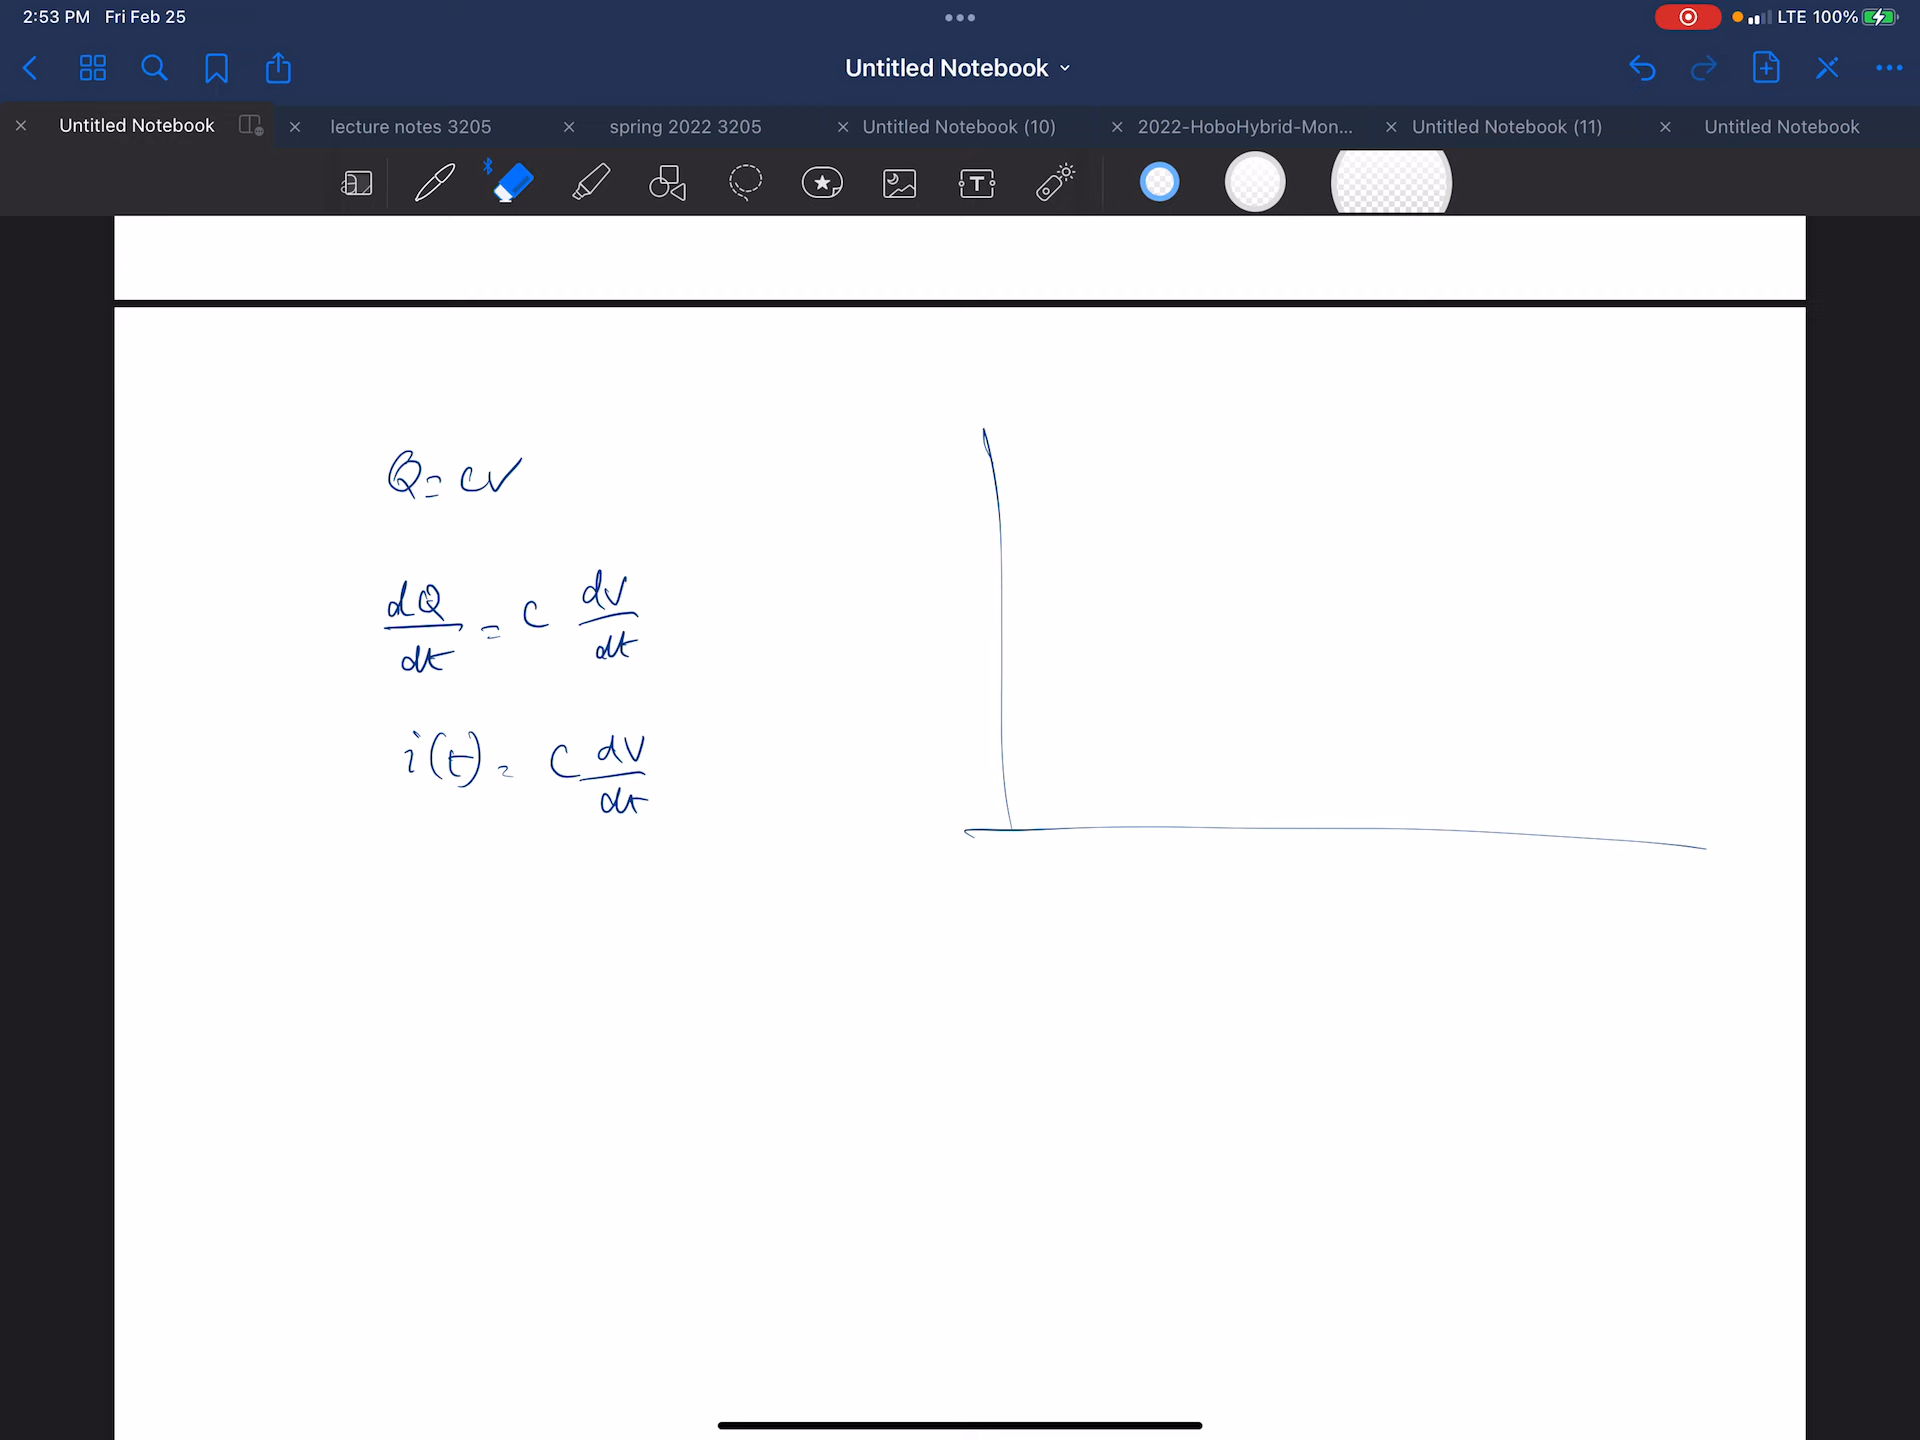 2:53 PM Fri Feb 25
LTE 100%
Untitled Notebook
Untitled Notebook
lecture notes 3205
spring 2022 3205
Untitled Notebook (10)
2022-HoboHybrid-Mon...
Untitled Notebook (11)
Untitled Notebook
T
Q = CV
dQ/dt = C dV/dt
i(t) = C dV/dt